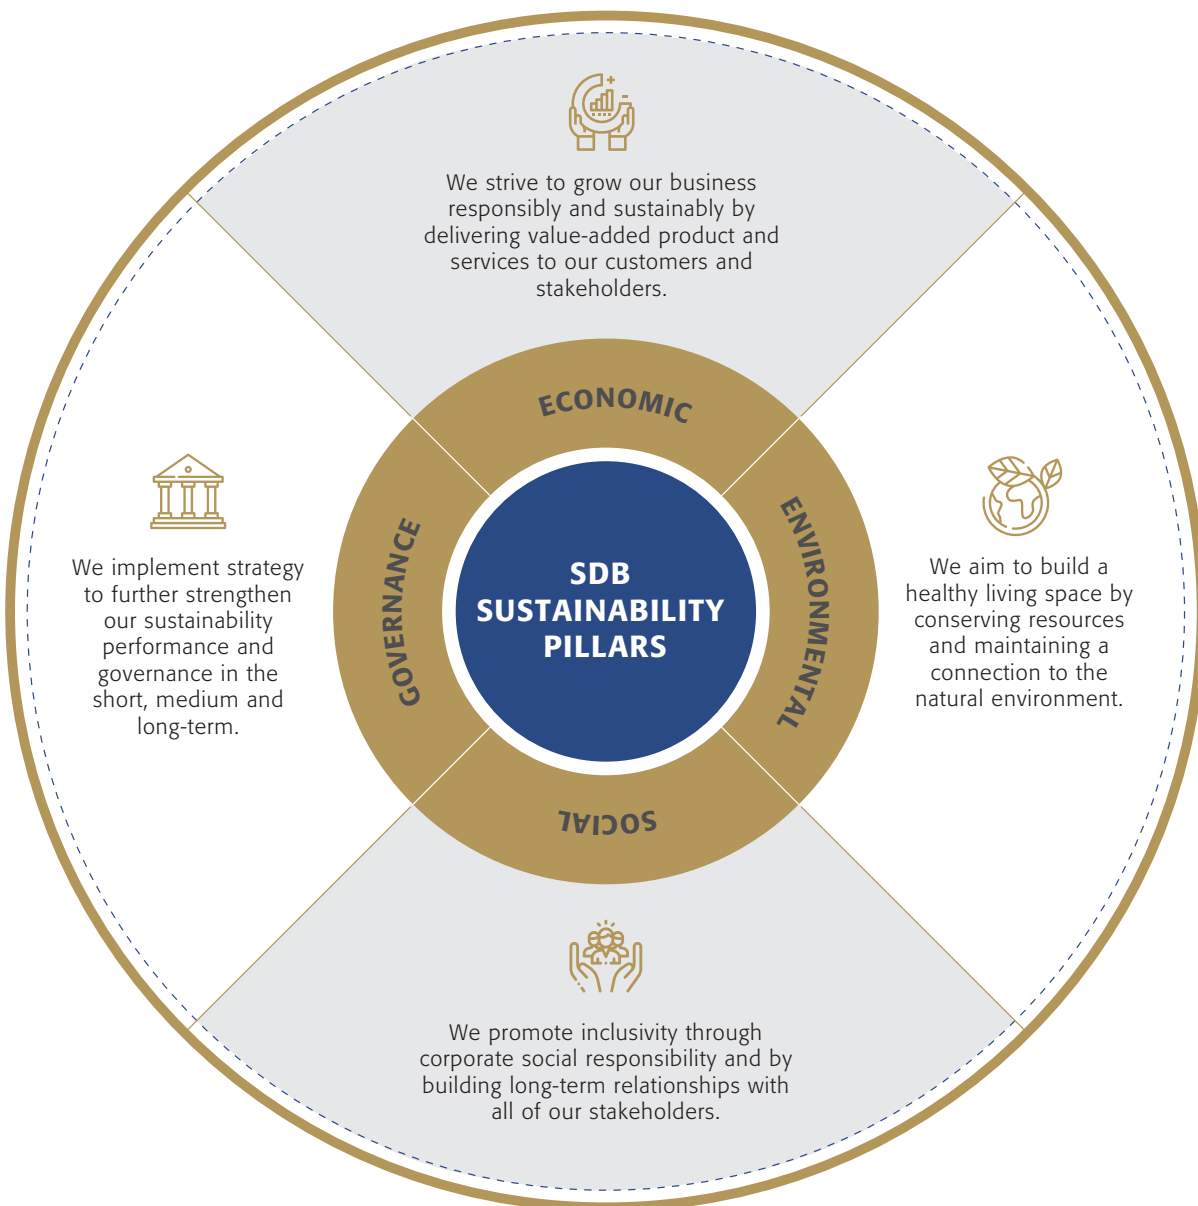 We strive to grow our business
responsibly and sustainably by
delivering value-added product and
services to our customers and
stakeholders.
ECONOMIC
We implement strategy
to further strengthen
our sustainability
performance and
governance in the
short, medium and
long-term.
GOVERNANCE
SDB
SUSTAINABILITY
PILLARS
ENVIRONMENTAL
We aim to build a
healthy living space by
conserving resources
and maintaining a
connection to the
natural environment.
SOCIAL
We promote inclusivity through
corporate social responsibility and by
building long-term relationships with
all of our stakeholders.